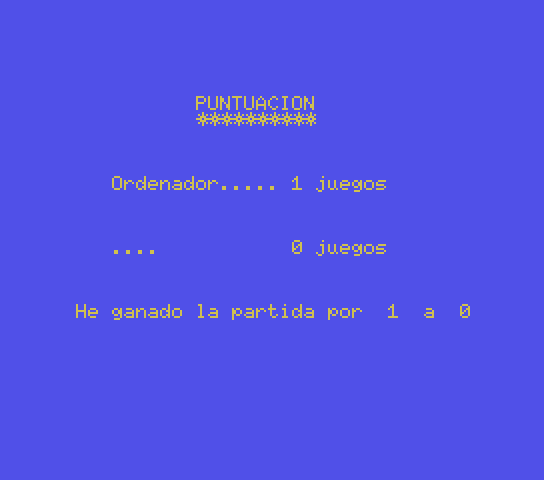 PUNTUACION
**********
Ordenador..... 1 juegos
.... 0 juegos
He ganado la partida por 1 a 0